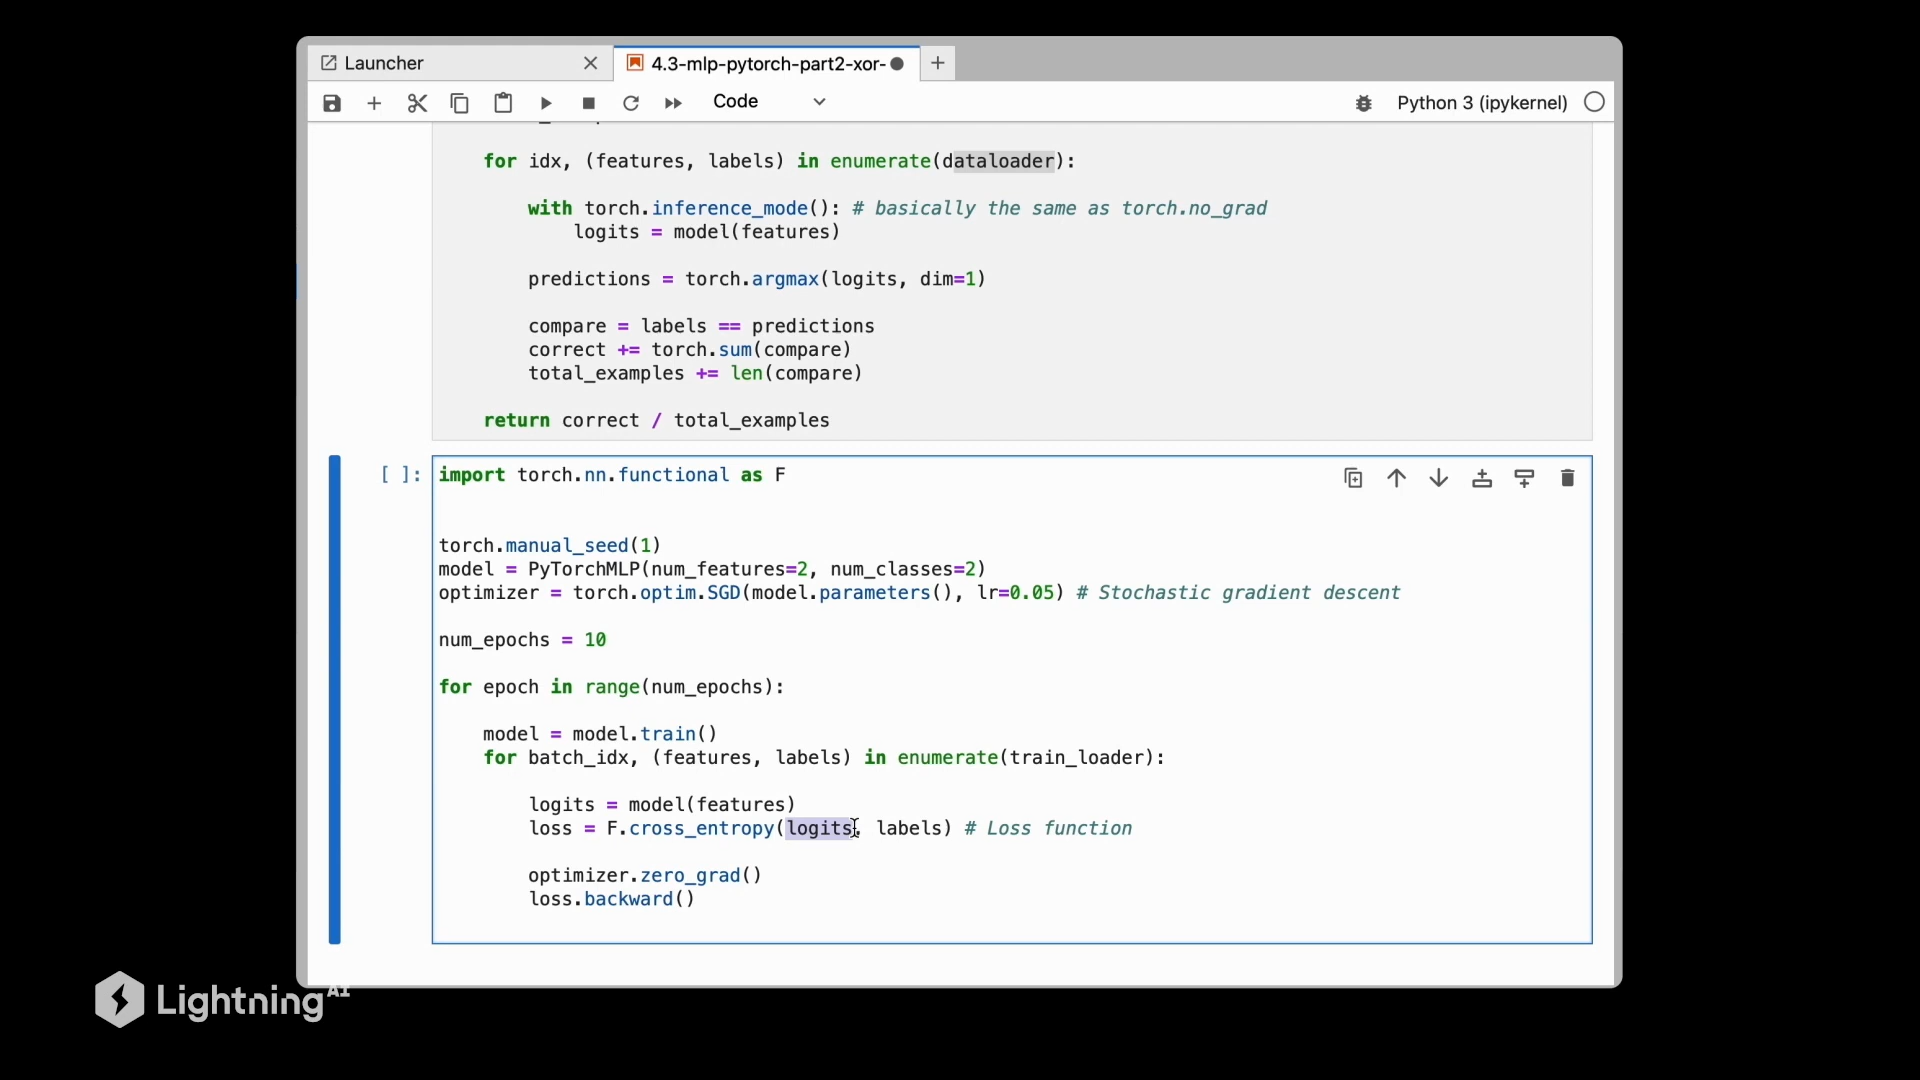 Launcher
4.3-mlp-pytorch-part2-xor-
Code
Python 3 (ipykernel)
for idx, (features, labels) in enumerate(dataloader):
with torch.inference_mode(): # basically the same as torch.no_grad
logits = model(features)
predictions = torch.argmax(logits, dim=1)
compare = labels == predictions
correct += torch.sum(compare)
total_examples += len(compare)
return correct / total_examples
[ ]:
import torch.nn.functional as F
torch.manual_seed(1)
model = PyTorchMLP(num_features=2, num_classes=2)
optimizer = torch.optim.SGD(model.parameters(), lr=0.05) # Stochastic gradient descent
num_epochs = 10
for epoch in range(num_epochs):
model = model.train()
for batch_idx, (features, labels) in enumerate(train_loader):
logits = model(features)
loss = F.cross_entropy(logits, labels) # Loss function
optimizer.zero_grad()
loss.backward()
Lightning AI